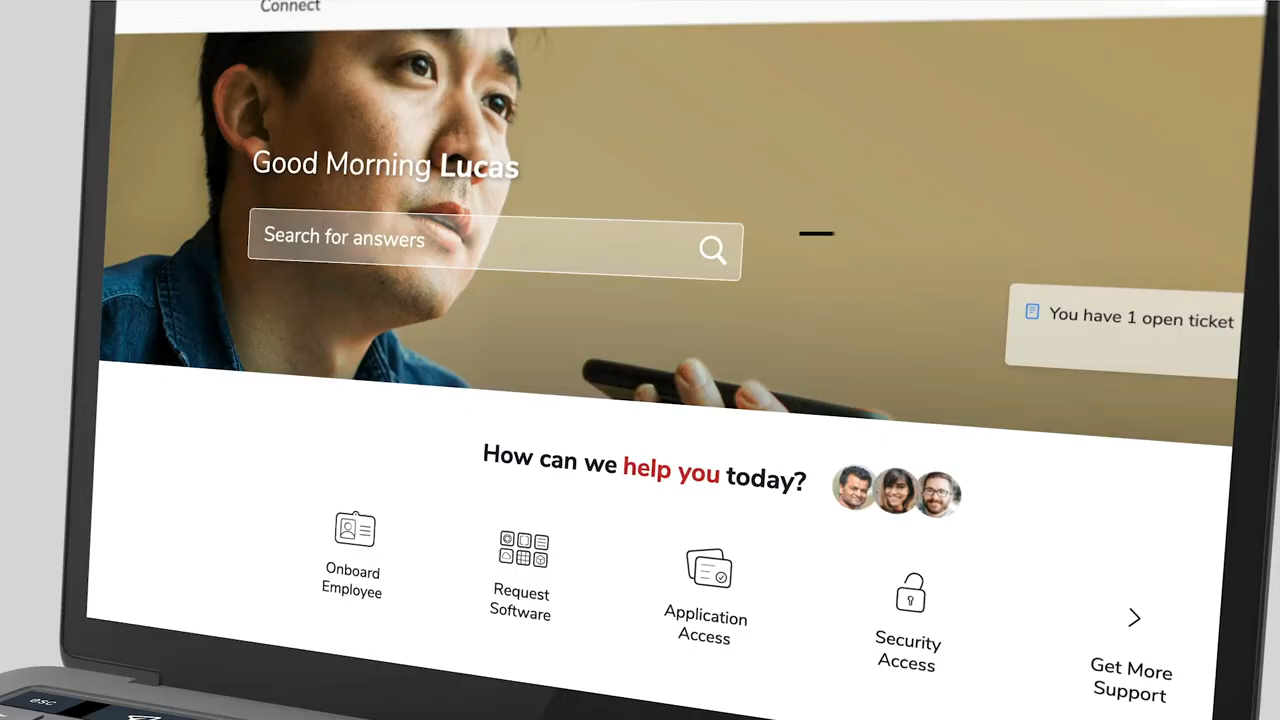 Connect
Good Morning Lucas
Search for answers
You have 1 open ticket
How can we help you today?
Onboard
Employee
Request
Software
Application
Access
Security
Access
Get More
Support
esc